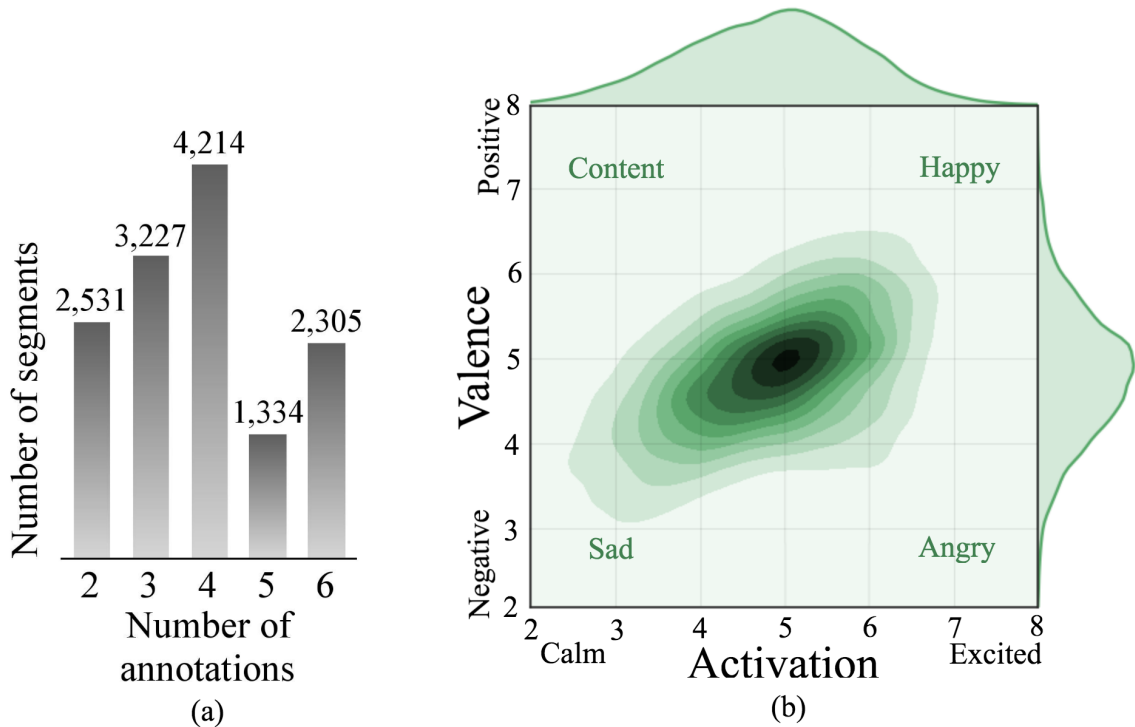 4,214
3,227
2,531
2,305
1,334
Number of segments
2 3 4 5 6
Number of
annotations
(a)
8
7
6
5
4
3
2
Positive
Valence
Negative
Content
Happy
Sad
Angry
2 3 4 5 6 7 8
Calm
Activation
Excited
(b)